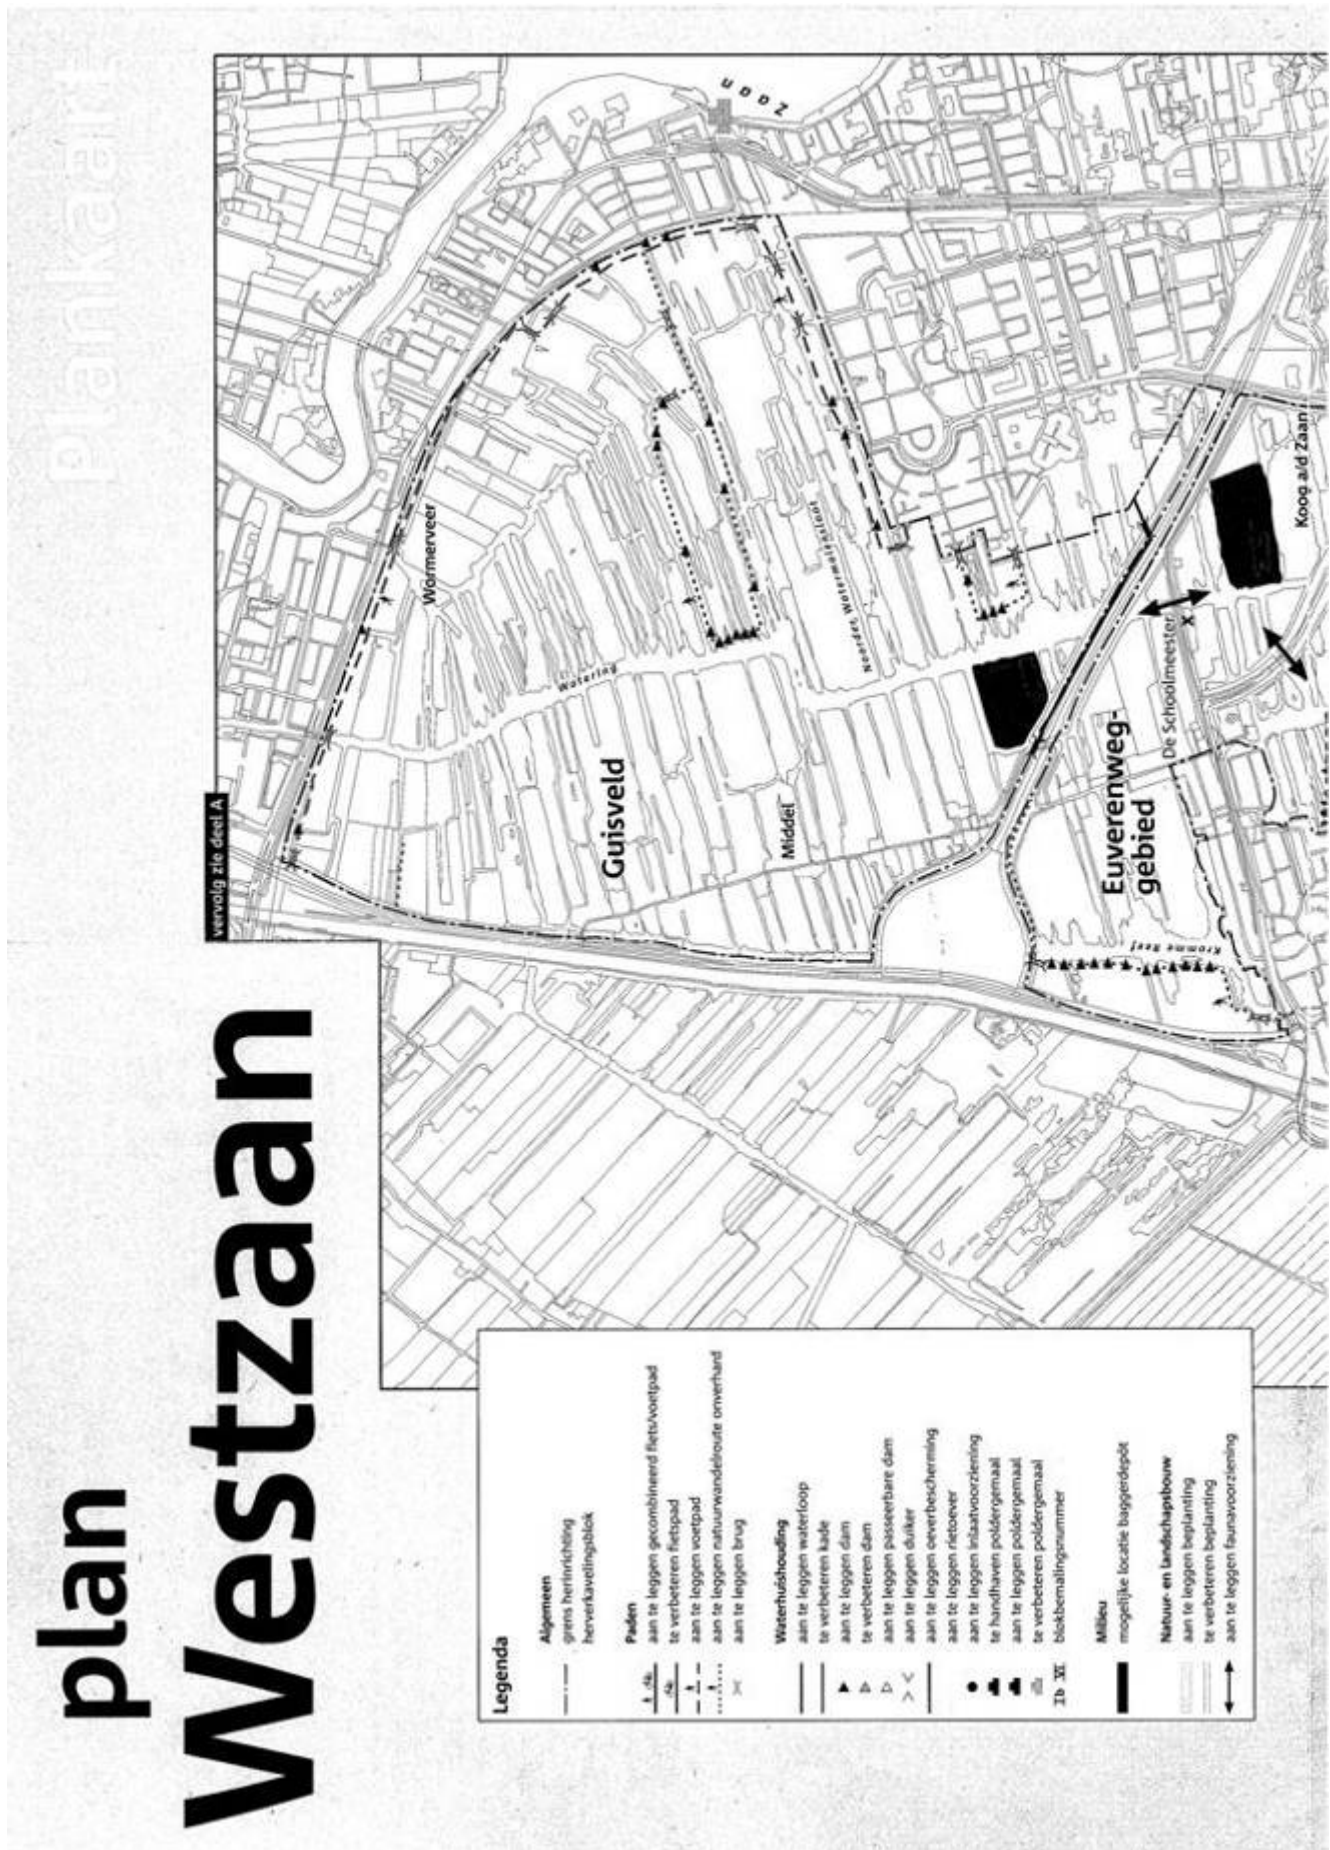 plankaart
plan
Westzaan
vervolg zie deel A
Zaan
Wormerveer
Watering
Guisveld
Middel
Noorder Watermolensloot
Euverenweg-
gebied
De Schoolmeester
Koog a/d Zaan
Kromme Reef
Legenda
Algemeen
grens herinrichting
herverkavelingsblok
Paden
aan te leggen gecombineerd fiets/voetpad
te verbeteren fietspad
aan te leggen voetpad
aan te leggen natuurwandelroute onverhard
aan te leggen brug
Waterhuishouding
aan te leggen waterloop
te verbeteren kade
aan te leggen dam
te verbeteren dam
aan te leggen passeerbare dam
aan te leggen duiker
aan te leggen oeverbescherming
aan te leggen rietoever
aan te leggen inlaatvoorziening
te handhaven poldergemaal
aan te leggen poldergemaal
te verbeteren poldergemaal
Ib VI blokbemalingsnummer
Milieu
mogelijke locatie baggerdepôt
Natuur- en landschapsbouw
aan te leggen beplanting
te verbeteren beplanting
aan te leggen faunavoorziening